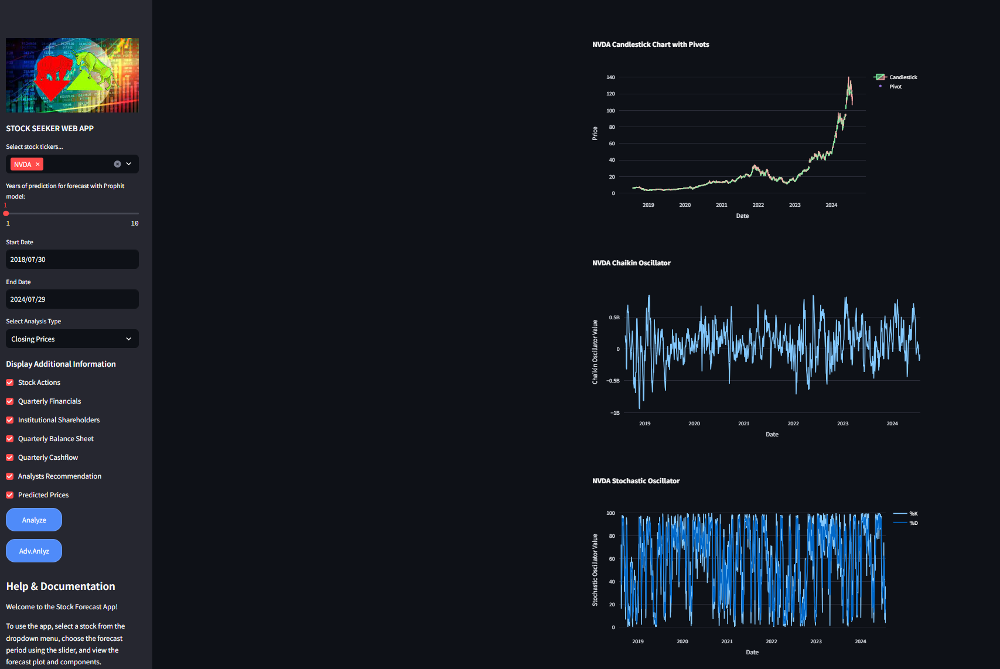 STOCK SEEKER WEB APP
Select stock tickers...
NVDA ×
Years of prediction for forecast with Prophit
model:
1
1 10
Start Date
2018/07/30
End Date
2024/07/29
Select Analysis Type
Closing Prices
Display Additional Information
Stock Actions
Quarterly Financials
Institutional Shareholders
Quarterly Balance Sheet
Quarterly Cashflow
Analysts Recommendation
Predicted Prices
Analyze
Adv.Anlyz
Help & Documentation
Welcome to the Stock Forecast App!
To use the app, select a stock from the
dropdown menu, choose the forecast
period using the slider, and view the
forecast plot and components.
NVDA Candlestick Chart with Pivots
Candlestick
Pivot
Price
140
120
100
80
60
40
20
0
2019 2020 2021 2022 2023 2024
Date
NVDA Chaikin Oscillator
Chaikin Oscillator Value
0.5B
0
−0.5B
−1B
2019 2020 2021 2022 2023 2024
Date
NVDA Stochastic Oscillator
%K
%D
Stochastic Oscillator Value
100
80
60
40
20
0
2019 2020 2021 2022 2023 2024
Date